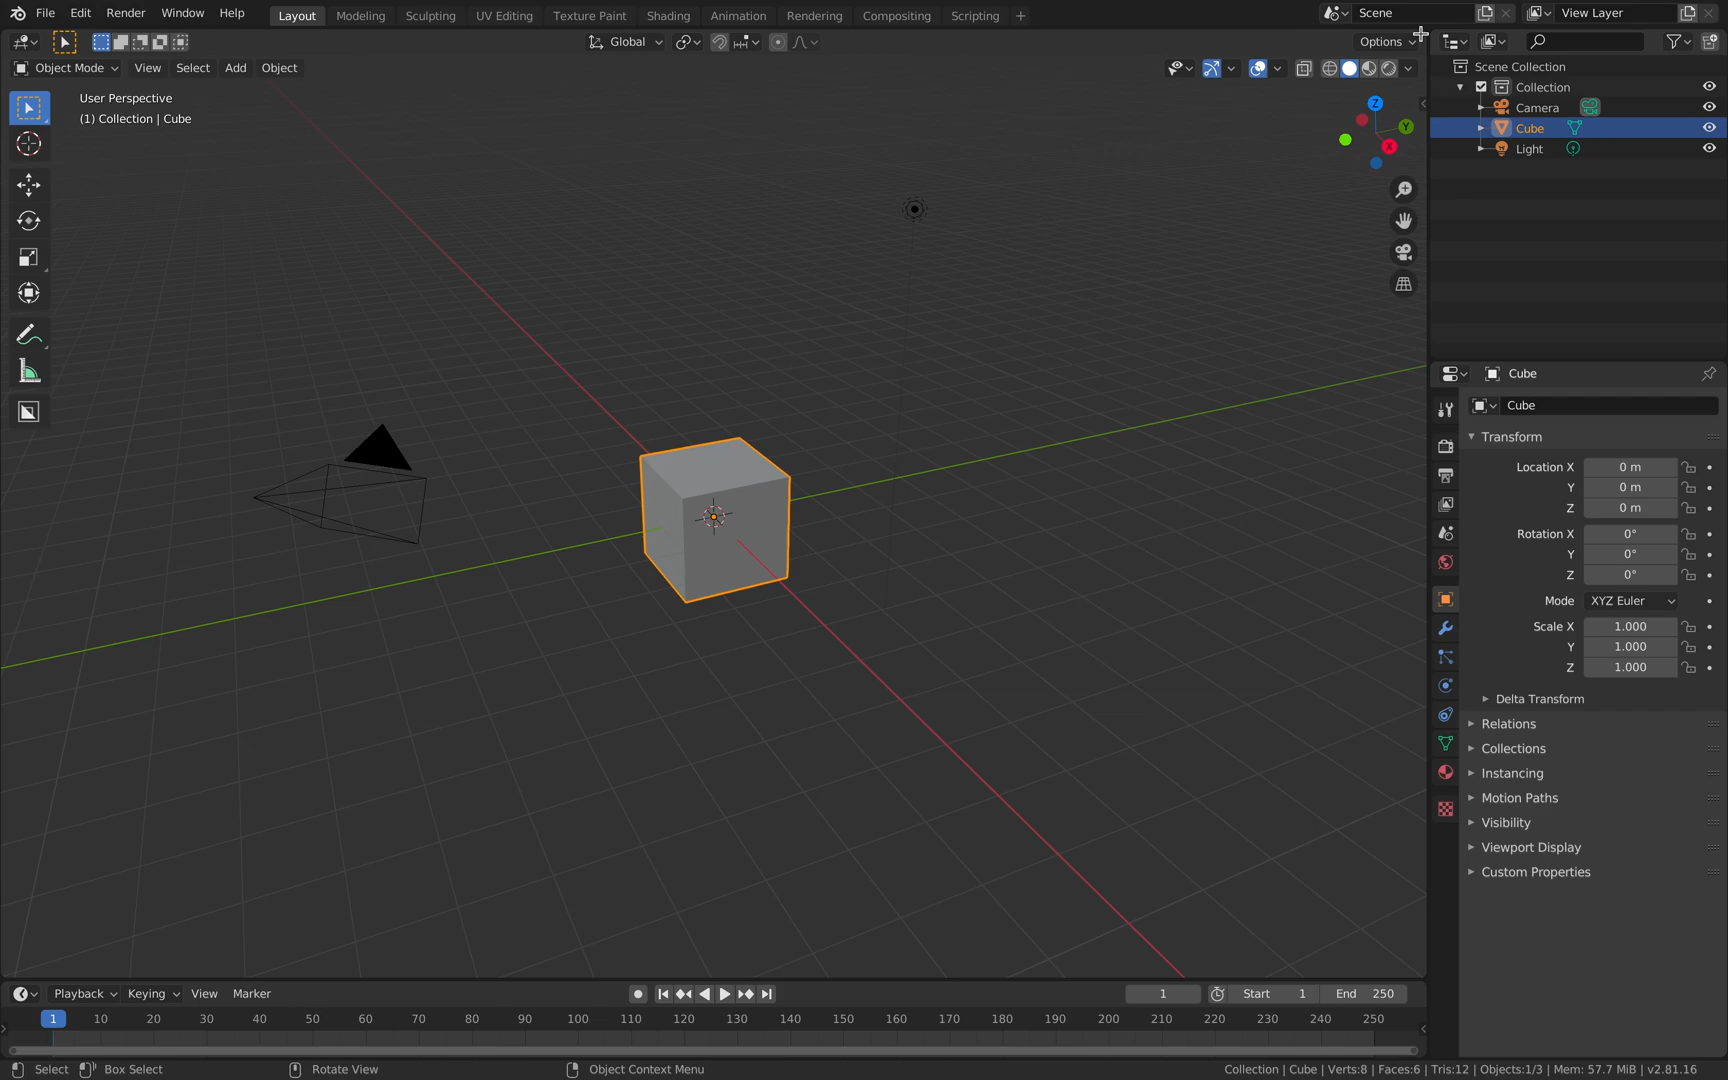 File Edit Render Window Help Layout Modeling Sculpting UV Editing Texture Paint Shading Animation Rendering Compositing Scripting + Scene View Layer
Global Options
Object Mode View Select Add Object
User Perspective
(1) Collection | Cube
Z
Y
X
Scene Collection
Collection
Camera
Cube
Light
Cube
Cube
Transform
Location X 0 m
Y 0 m
Z 0 m
Rotation X 0°
Y 0°
Z 0°
Mode XYZ Euler
Scale X 1.000
Y 1.000
Z 1.000
Delta Transform
Relations
Collections
Instancing
Motion Paths
Visibility
Viewport Display
Custom Properties
Playback Keying View Marker 1 Start 1 End 250
1 10 20 30 40 50 60 70 80 90 100 110 120 130 140 150 160 170 180 190 200 210 220 230 240 250
Select Box Select Rotate View Object Context Menu Collection | Cube | Verts:8 | Faces:6 | Tris:12 | Objects:1/3 | Mem: 57.7 MiB | v2.81.16